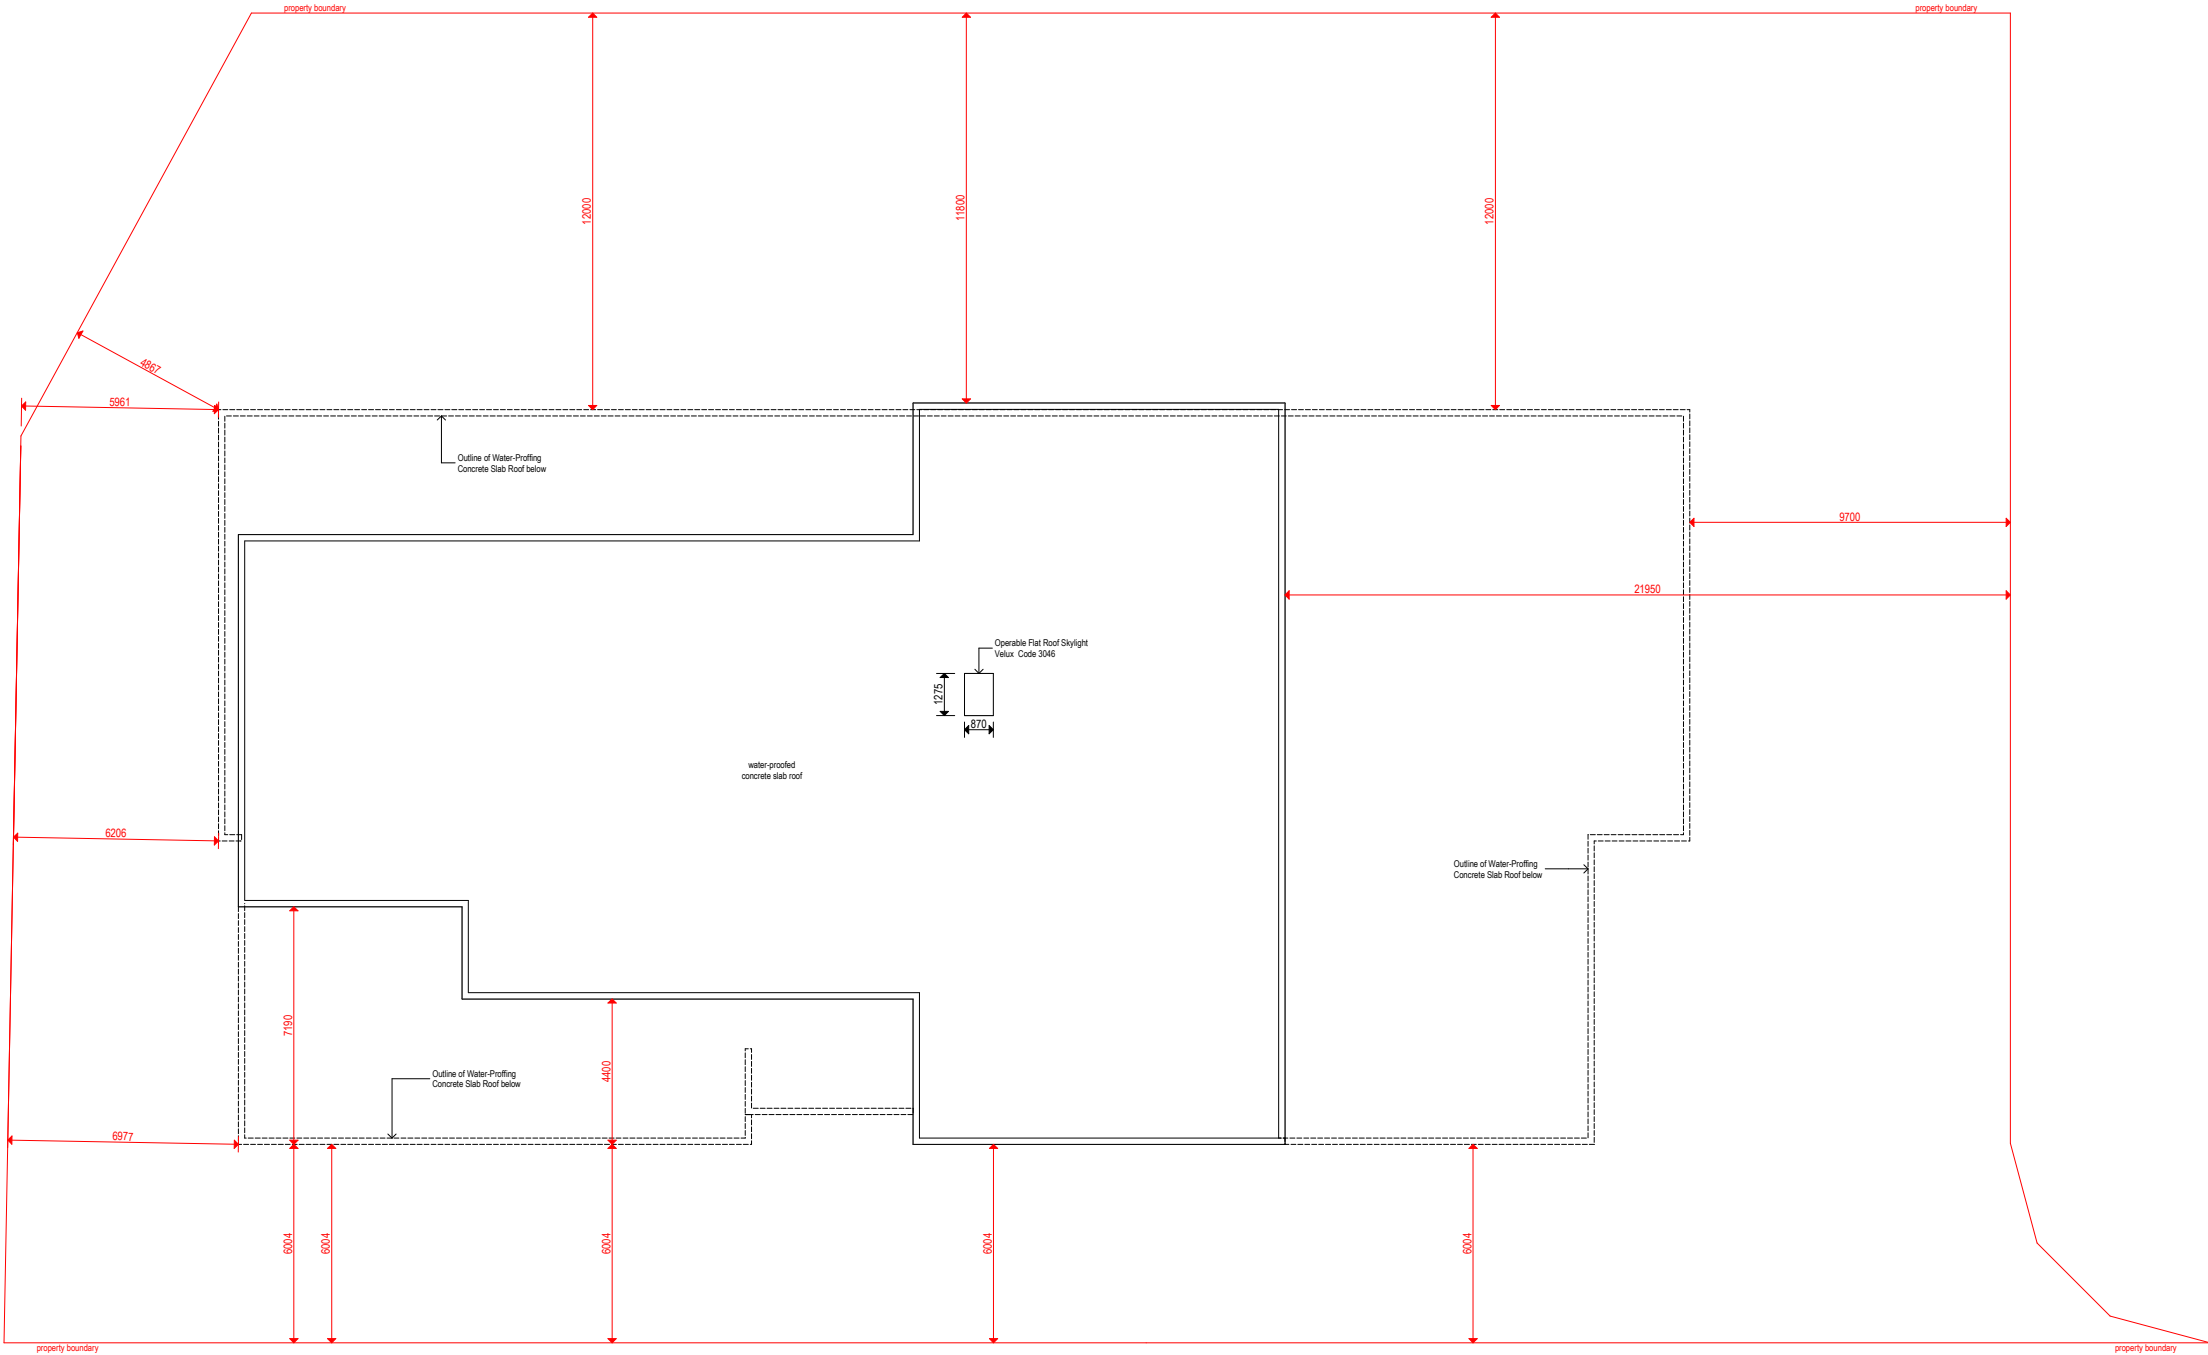 property boundary
property boundary
12000
11800
12000
4867
5961
Outline of Water-Proffing
Concrete Slab Roof below
9700
21950
Operable Flat Roof Skylight
Velux Code 3046
1275
870
water-proofed
concrete slab roof
6206
Outline of Water-Proffing
Concrete Slab Roof below
7190
4400
Outline of Water-Proffing
Concrete Slab Roof below
6977
6004
6004
6004
6004
6004
property boundary
property boundary